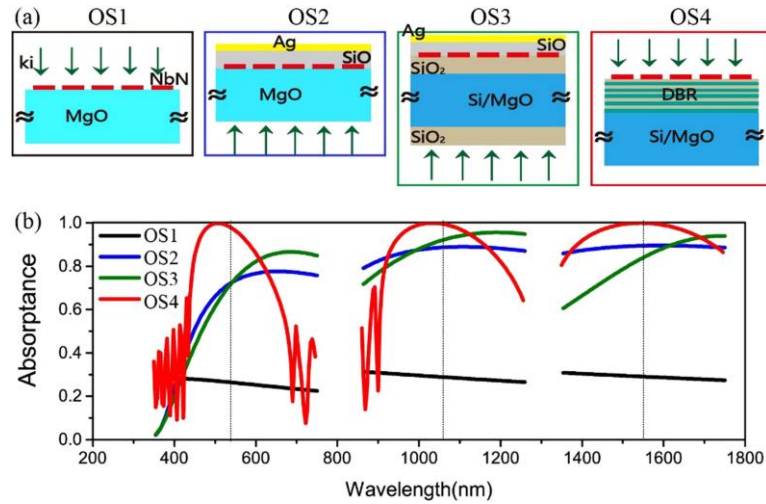 (a) OS1 OS2 OS3 OS4
ki
NbN
MgO
Ag
SiO
MgO
Ag
SiO
SiO₂
Si/MgO
SiO₂
DBR
Si/MgO
(b)
OS1
OS2
OS3
OS4
Absorptance
1.0
0.8
0.6
0.4
0.2
0.0
200 400 600 800 1000 1200 1400 1600 1800
Wavelength(nm)